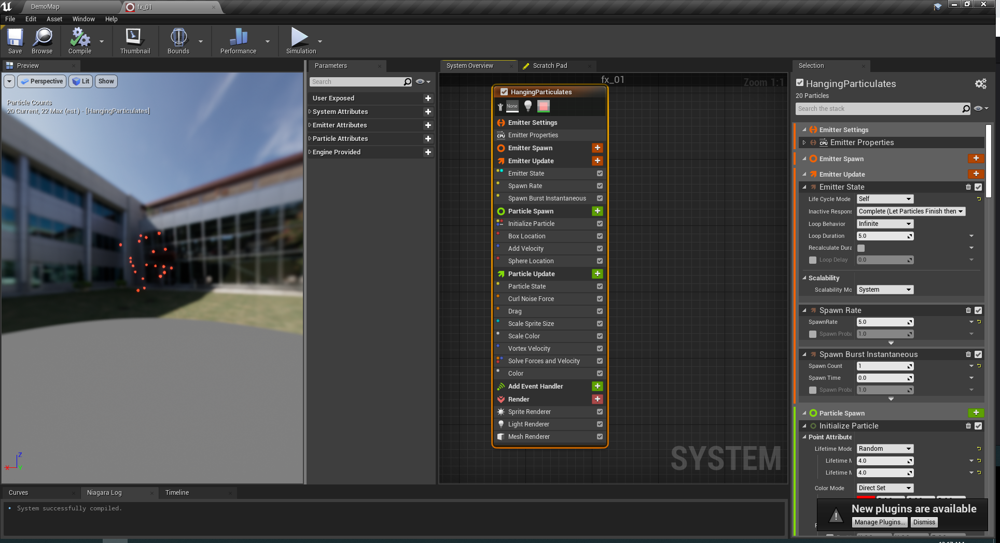 DemoMap
fx_01
File Edit Asset Window Help
Save
Browse
Compile
Thumbnail
Bounds
Performance
Simulation
Preview
Perspective
Lit
Show
Particle Counts
20 Current, 22 Max (est.) - [HangingParticulates]
Z
X
Y
Parameters
Search
User Exposed
System Attributes
Emitter Attributes
Particle Attributes
Engine Provided
System Overview
Scratch Pad
fx_01
Zoom 1:1
HangingParticulates
None
Emitter Settings
CPU
Emitter Properties
Emitter Spawn
Emitter Update
Emitter State
Spawn Rate
Spawn Burst Instantaneous
Particle Spawn
Initialize Particle
Box Location
Add Velocity
Sphere Location
Particle Update
Particle State
Curl Noise Force
Drag
Scale Sprite Size
Scale Color
Vortex Velocity
Solve Forces and Velocity
Color
Add Event Handler
Render
Sprite Renderer
Light Renderer
Mesh Renderer
SYSTEM
Selection
HangingParticulates
20 Particles
Search the stack
Emitter Settings
CPU
Emitter Properties
Emitter Spawn
Emitter Update
Emitter State
Life Cycle Mode Self
Inactive Respons Complete (Let Particles Finish then
Loop Behavior Infinite
Loop Duration 5.0
Recalculate Dura
Loop Delay 0.0
Scalability
Scalability Mo System
Spawn Rate
SpawnRate 5.0
Spawn Proba 1.0
Spawn Burst Instantaneous
Spawn Count 1
Spawn Time 0.0
Spawn Proba 1.0
Particle Spawn
Initialize Particle
Point Attribute
Lifetime Mode Random
Lifetime M 4.0
Lifetime M 4.0
Color Mode Direct Set
New plugins are available
Manage Plugins...
Dismiss
Curves
Niagara Log
Timeline
System successfully compiled.